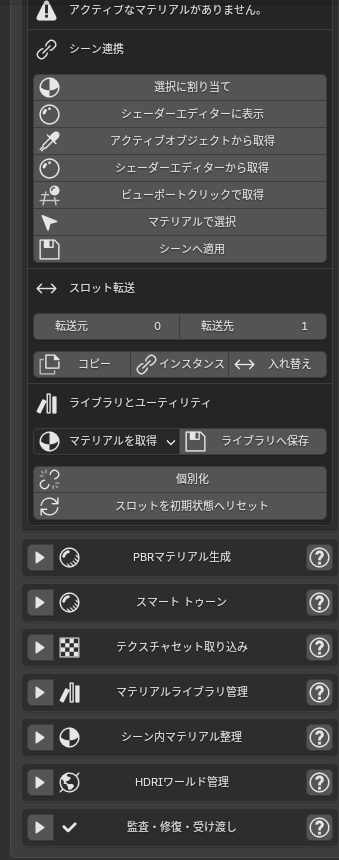 アクティブなマテリアルがありません。
シーン連携
選択に割り当て
シェーダーエディターに表示
アクティブオブジェクトから取得
シェーダーエディターから取得
ビューポートクリックで取得
マテリアルで選択
シーンへ適用
スロット転送
転送元 0 転送先 1
コピー インスタンス 入れ替え
ライブラリとユーティリティ
マテリアルを取得 ライブラリへ保存
個別化
スロットを初期状態へリセット
PBRマテリアル生成
スマート トゥーン
テクスチャセット取り込み
マテリアルライブラリ管理
シーン内マテリアル整理
HDRIワールド管理
監査・修復・受け渡し